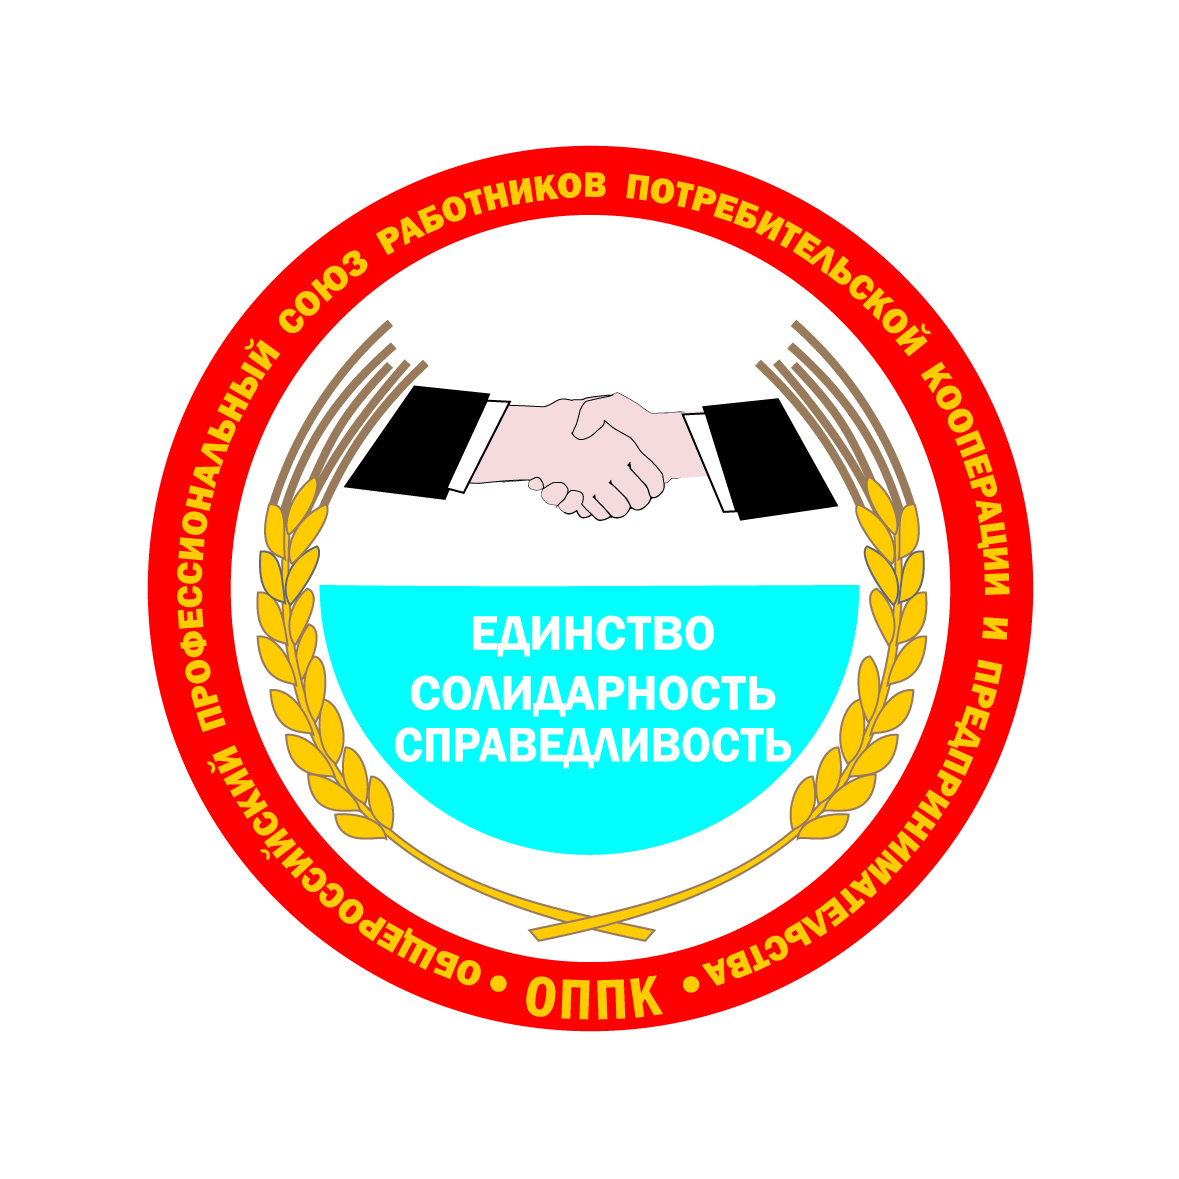 ОБЩЕРОССИЙСКИЙ ПРОФЕССИОНАЛЬНЫЙ СОЮЗ РАБОТНИКОВ ПОТРЕБИТЕЛЬСКОЙ КООПЕРАЦИИ И ПРЕДПРИНИМАТЕЛЬСТВА
ЕДИНСТВО
СОЛИДАРНОСТЬ
СПРАВЕДЛИВОСТЬ
• ОППК •